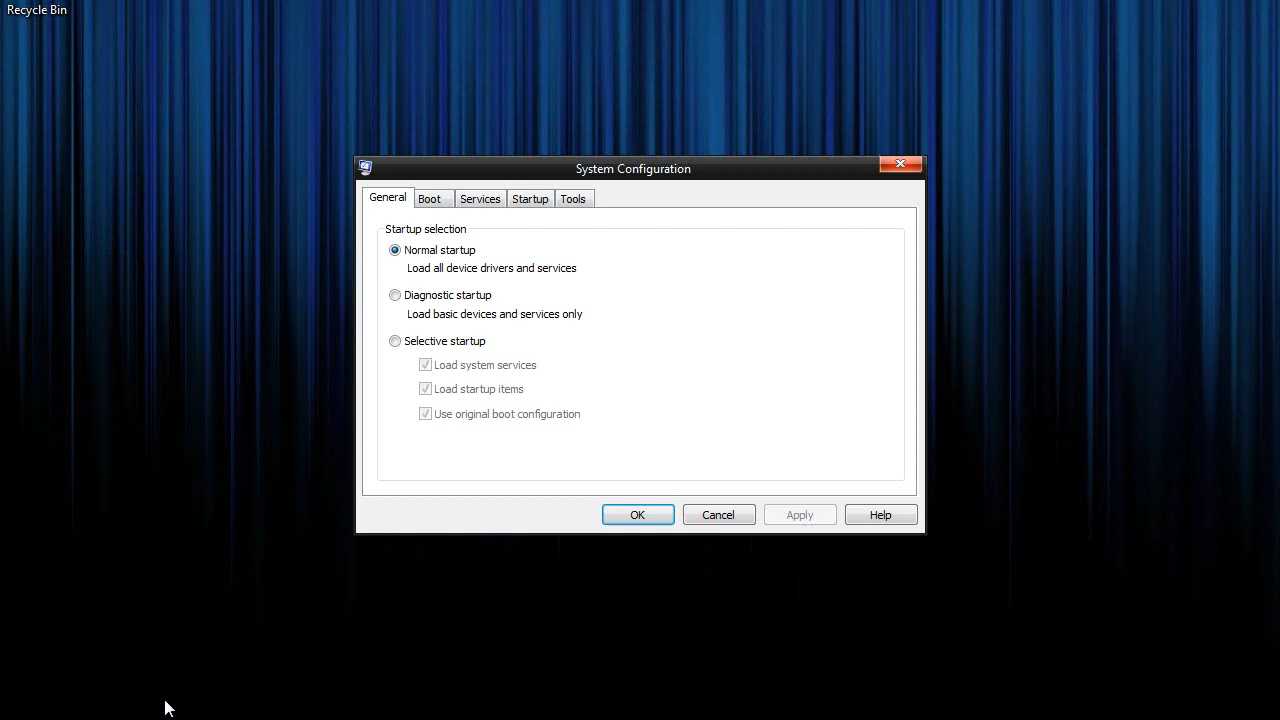 Recycle Bin
System Configuration
General Boot Services Startup Tools
Startup selection
Normal startup
Load all device drivers and services
Diagnostic startup
Load basic devices and services only
Selective startup
Load system services
Load startup items
Use original boot configuration
OK Cancel Apply Help